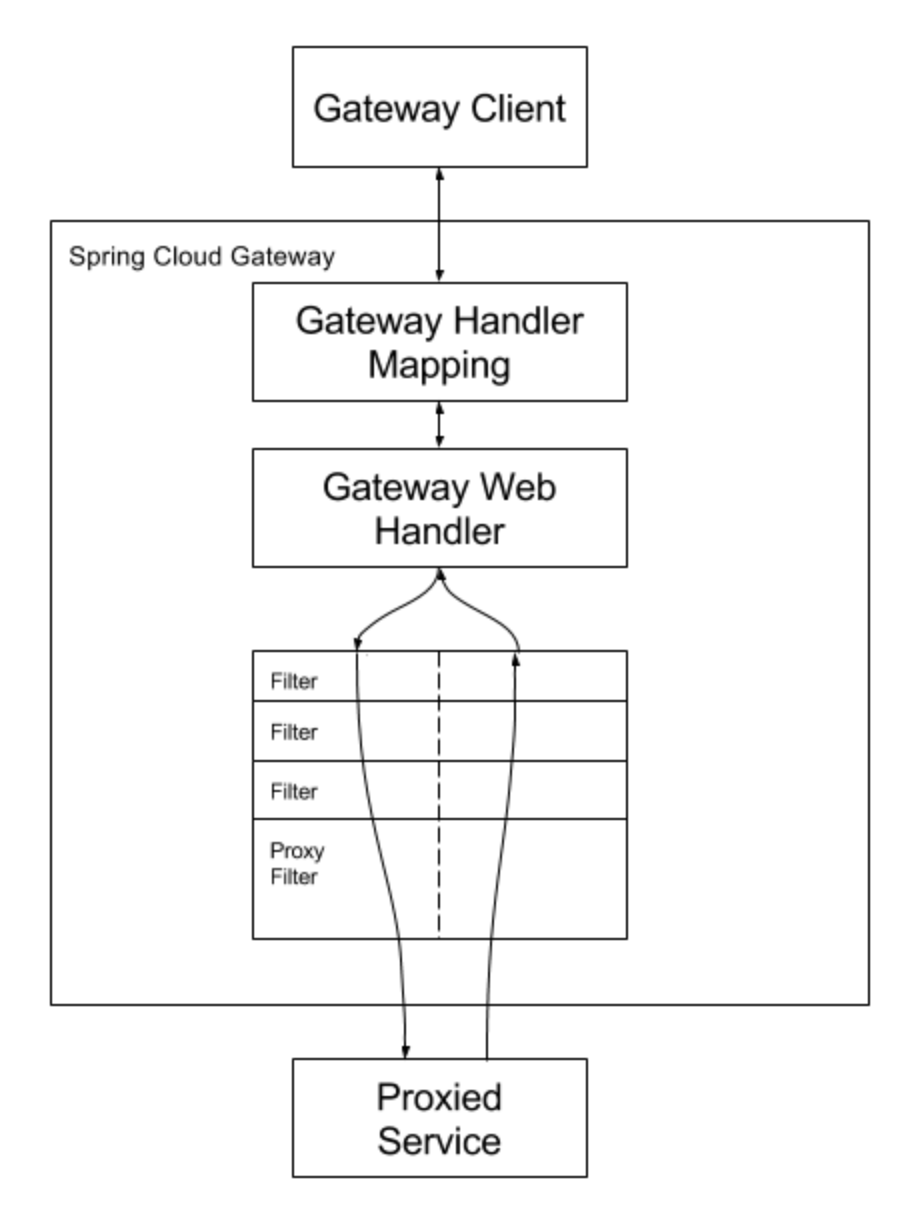 Gateway Client
Spring Cloud Gateway
Gateway Handler
Mapping
Gateway Web
Handler
Filter
Filter
Filter
Proxy
Filter
Proxied
Service